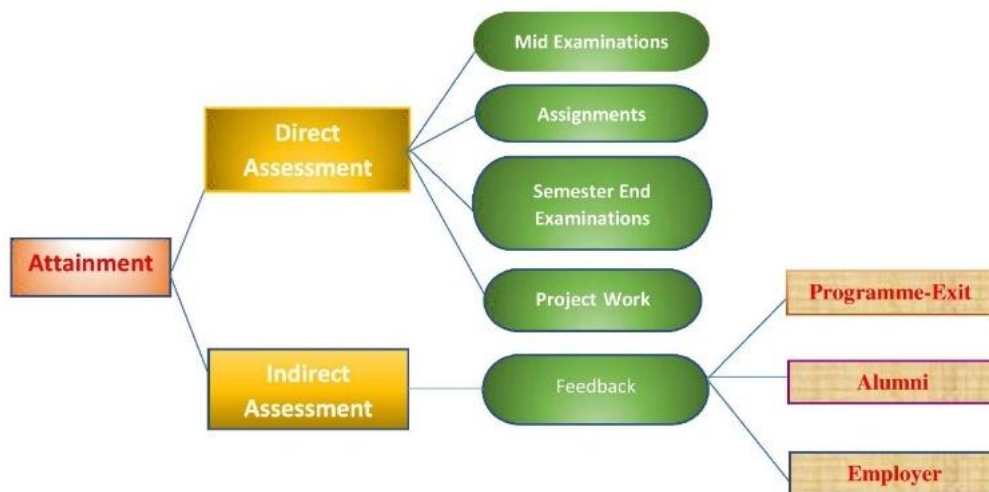 Mid Examinations
Assignments
Direct
Assessment
Semester End
Examinations
Attainment
Project Work
Programme-Exit
Indirect
Assessment
Feedback
Alumni
Employer